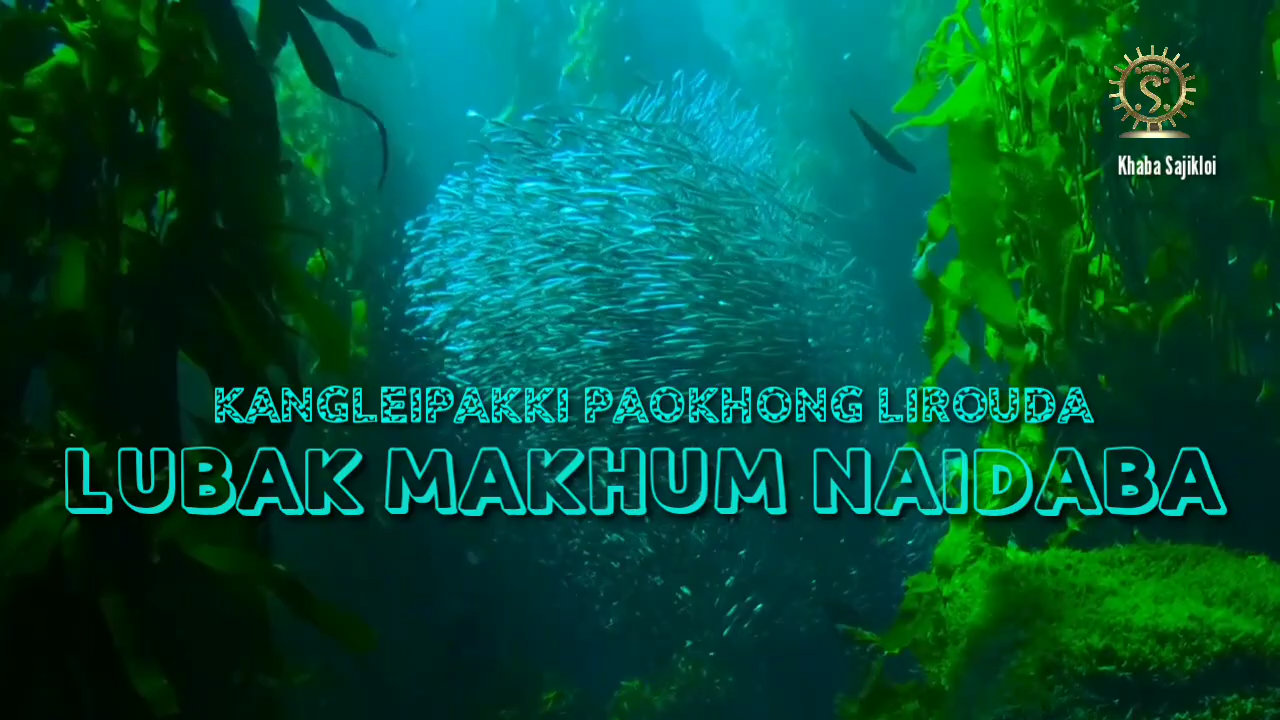 Khaba Sajikloi
KANGLEIPAKKI PAOKHONG LIROUDA
LUBAK MAKHUM NAIDABA